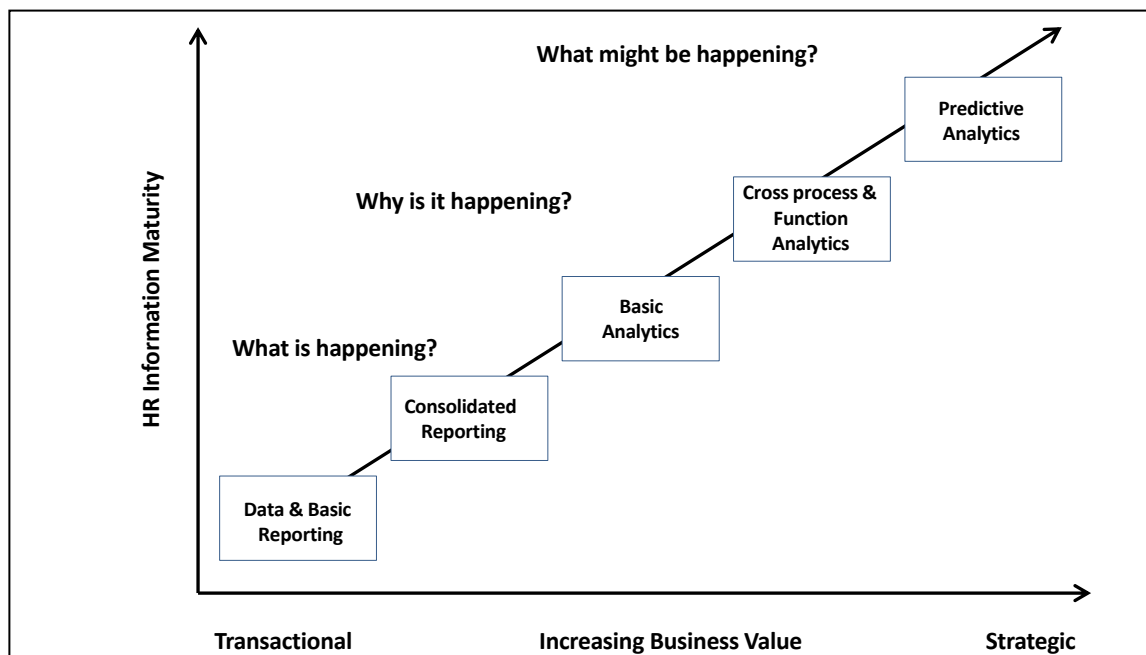 What might be happening?
Predictive
Analytics
Why is it happening?
Cross process &
Function
Analytics
Basic
Analytics
What is happening?
Consolidated
Reporting
Data & Basic
Reporting
HR Information Maturity
Transactional
Increasing Business Value
Strategic